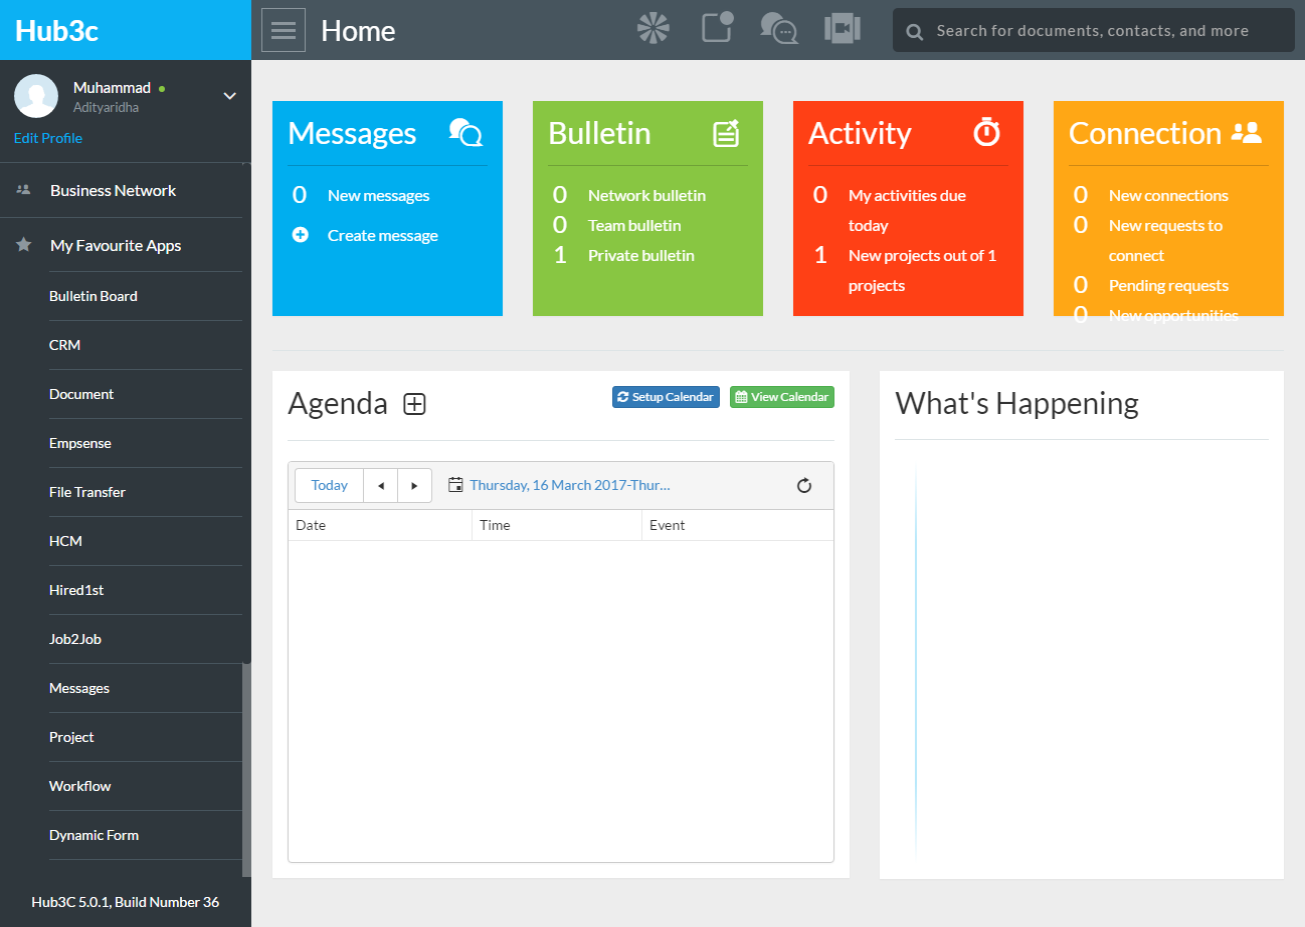 Hub3c
Home
Search for documents, contacts, and more
Muhammad
Adityaridha
Edit Profile
Business Network
My Favourite Apps
Bulletin Board
CRM
Document
Empsense
File Transfer
HCM
Hired1st
Job2Job
Messages
Project
Workflow
Dynamic Form
Hub3C 5.0.1, Build Number 36
Messages
0 New messages
Create message
Bulletin
0 Network bulletin
0 Team bulletin
1 Private bulletin
Activity
0 My activities due
today
1 New projects out of 1
projects
Connection
0 New connections
0 New requests to
connect
0 Pending requests
0 New opportunities
Agenda
Setup Calendar
View Calendar
Today
Thursday, 16 March 2017-Thur...
Date Time Event
What's Happening